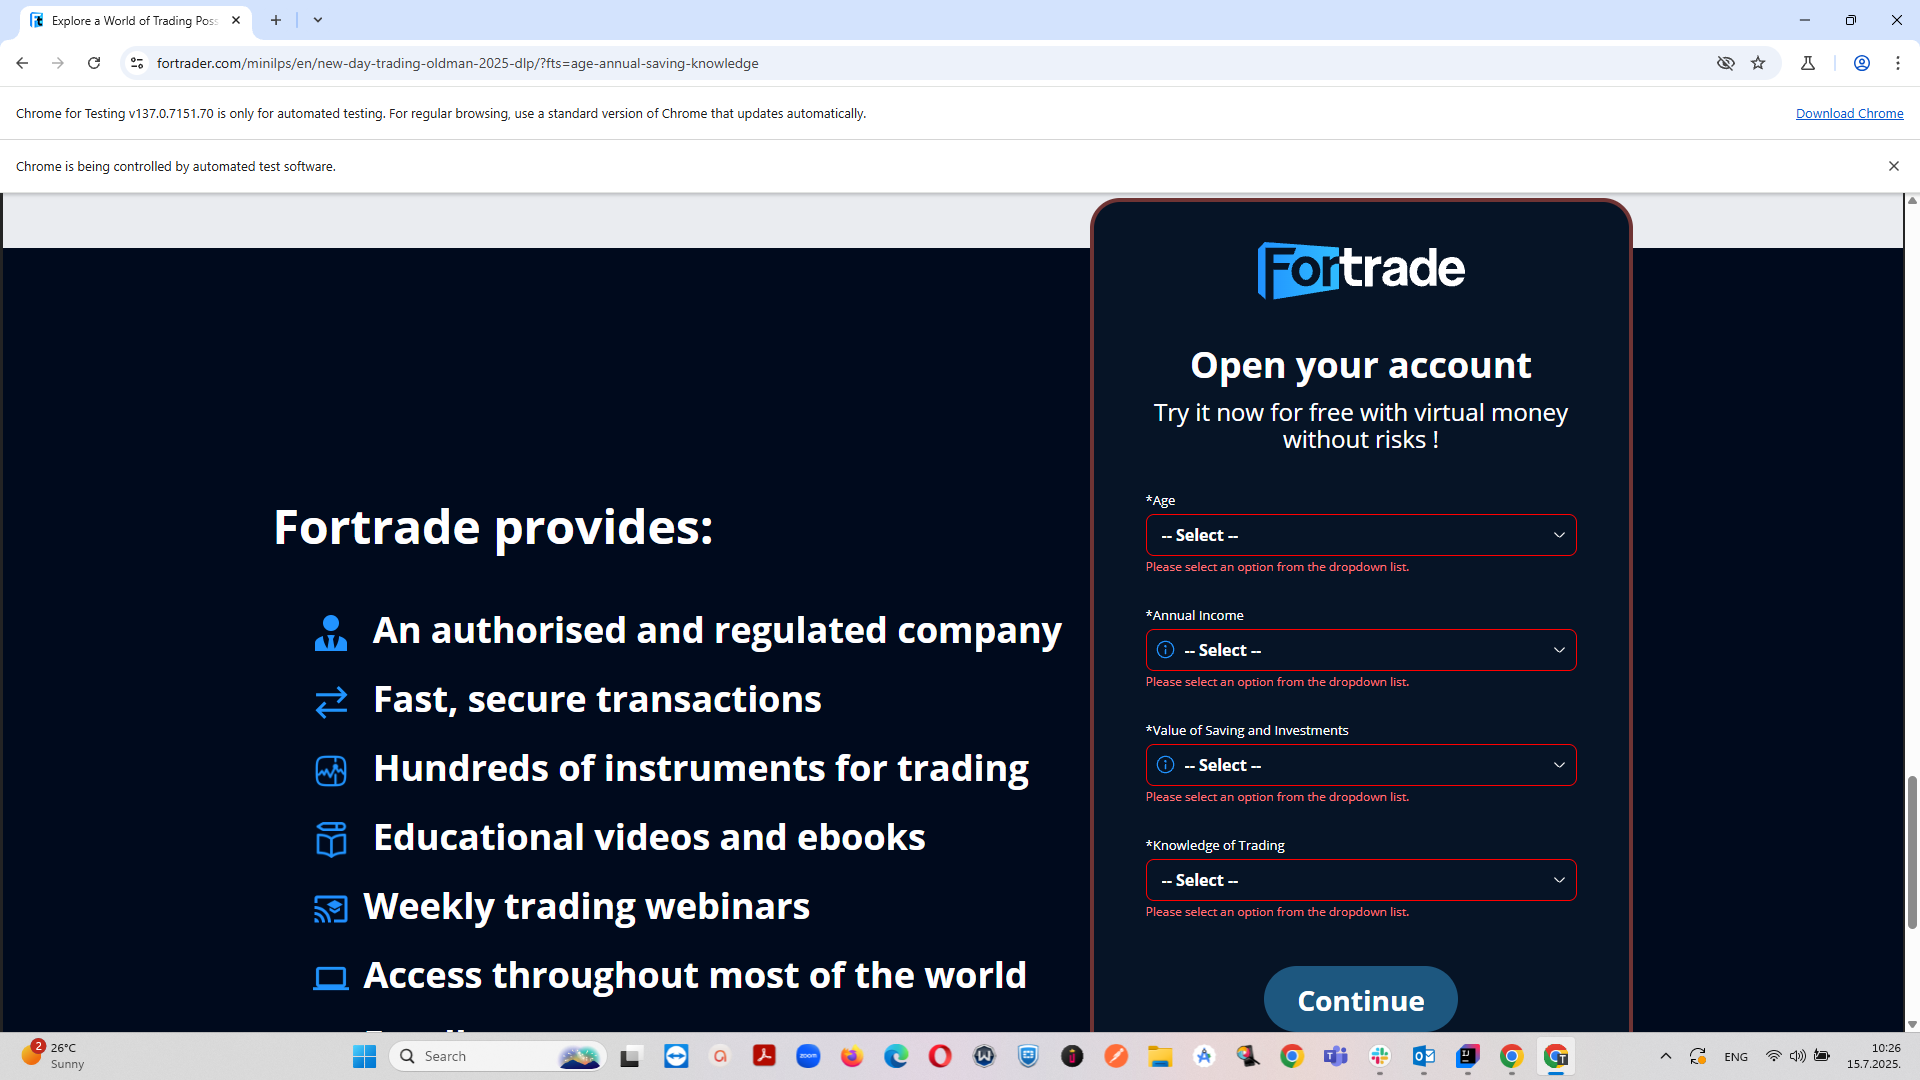 Explore a World of Trading Poss
fortrader.com/minilps/en/new-day-trading-oldman-2025-dlp/?fts=age-annual-saving-knowledge
Chrome for Testing v137.0.7151.70 is only for automated testing. For regular browsing, use a standard version of Chrome that updates automatically.
Download Chrome
Chrome is being controlled by automated test software.
Fortrade
Open your account
Try it now for free with virtual money
without risks !
*Age
-- Select --
Please select an option from the dropdown list.
*Annual Income
-- Select --
Please select an option from the dropdown list.
*Value of Saving and Investments
-- Select --
Please select an option from the dropdown list.
*Knowledge of Trading
-- Select --
Please select an option from the dropdown list.
Continue
Fortrade provides:
An authorised and regulated company
Fast, secure transactions
Hundreds of instruments for trading
Educational videos and ebooks
Weekly trading webinars
Access throughout most of the world
2
26°C
Sunny
Search
zoom
ENG
10:26
15.7.2025.